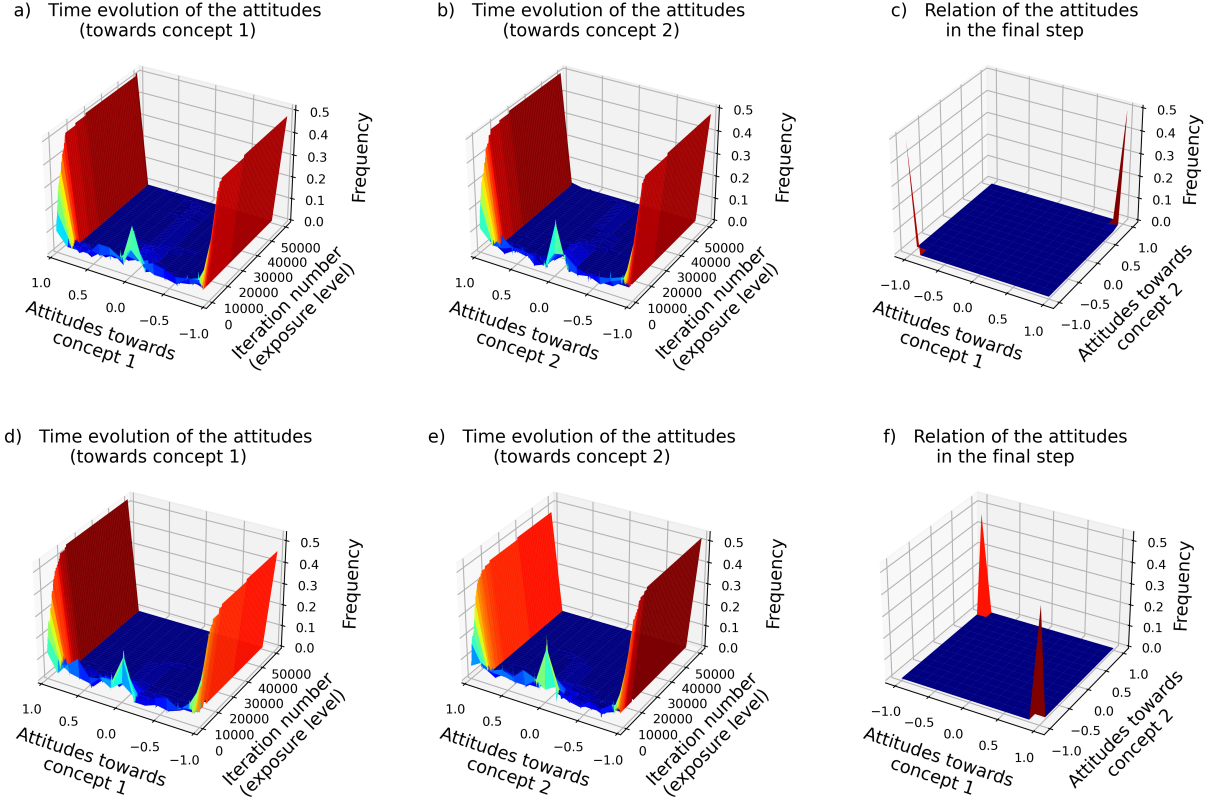 a) Time evolution of the attitudes
(towards concept 1)
0.5
0.4
0.3
0.2
0.1
0.0
Frequency
1.0
0.5
0.0
−0.5
−1.0
Attitudes towards
concept 1
50000
40000
30000
20000
10000
0
Iteration number
(exposure level)
b) Time evolution of the attitudes
(towards concept 2)
0.5
0.4
0.3
0.2
0.1
0.0
Frequency
1.0
0.5
0.0
−0.5
−1.0
Attitudes towards
concept 2
50000
40000
30000
20000
10000
0
Iteration number
(exposure level)
c) Relation of the attitudes
in the final step
0.5
0.4
0.3
0.2
0.1
0.0
Frequency
−1.0
−0.5
0.0
0.5
1.0
Attitudes towards
concept 1
1.0
0.5
0.0
−0.5
−1.0
Attitudes towards
concept 2
d) Time evolution of the attitudes
(towards concept 1)
0.5
0.4
0.3
0.2
0.1
0.0
Frequency
1.0
0.5
0.0
−0.5
−1.0
Attitudes towards
concept 1
50000
40000
30000
20000
10000
0
Iteration number
(exposure level)
e) Time evolution of the attitudes
(towards concept 2)
0.5
0.4
0.3
0.2
0.1
0.0
Frequency
1.0
0.5
0.0
−0.5
−1.0
Attitudes towards
concept 2
50000
40000
30000
20000
10000
0
Iteration number
(exposure level)
f) Relation of the attitudes
in the final step
0.5
0.4
0.3
0.2
0.1
0.0
Frequency
−1.0
−0.5
0.0
0.5
1.0
Attitudes towards
concept 1
1.0
0.5
0.0
−0.5
−1.0
Attitudes towards
concept 2